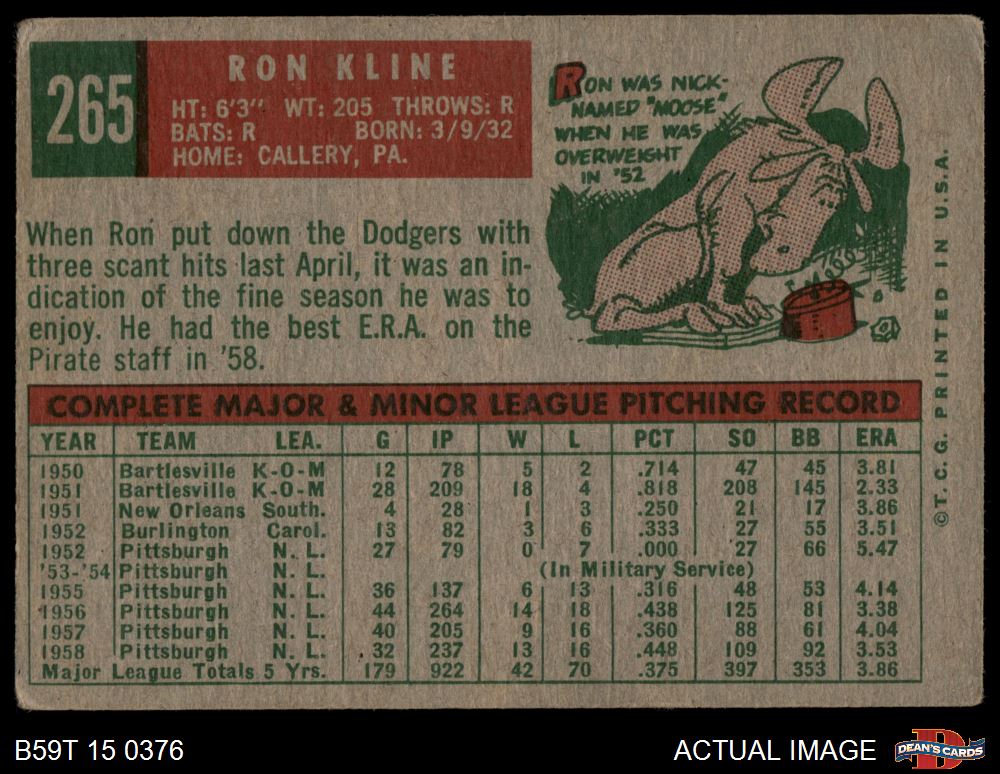 265
RON KLINE
HT: 6'3" WT: 205 THROWS: R
BATS: R BORN: 3/9/32
HOME: CALLERY, PA.
RON WAS NICK-
NAMED "MOOSE"
WHEN HE WAS
OVERWEIGHT
IN '52
When Ron put down the Dodgers with
three scant hits last April, it was an in-
dication of the fine season he was to
enjoy. He had the best E.R.A. on the
Pirate staff in '58.
COMPLETE MAJOR & MINOR LEAGUE PITCHING RECORD
YEAR TEAM LEA. G IP W L PCT SO BB ERA
1950 Bartlesville K-O-M 12 78 5 2 .714 47 45 3.81
1951 Bartlesville K-O-M 28 209 18 4 .818 208 145 2.33
1951 New Orleans South. 4 28 1 3 .250 21 17 3.86
1952 Burlington Carol. 13 82 3 6 .333 27 55 3.51
1952 Pittsburgh N. L. 27 79 0 7 .000 27 66 5.47
'53-'54 Pittsburgh N. L. (In Military Service)
1955 Pittsburgh N. L. 36 137 6 13 .316 48 53 4.14
1956 Pittsburgh N. L. 44 264 14 18 .438 125 81 3.38
1957 Pittsburgh N. L. 40 205 9 16 .360 88 61 4.04
1958 Pittsburgh N. L. 32 237 13 16 .448 109 92 3.53
Major League Totals 5 Yrs. 179 922 42 70 .375 397 353 3.86
©T. C. G. PRINTED IN U.S.A.
B59T 15 0376
ACTUAL IMAGE
DEAN'S CARDS